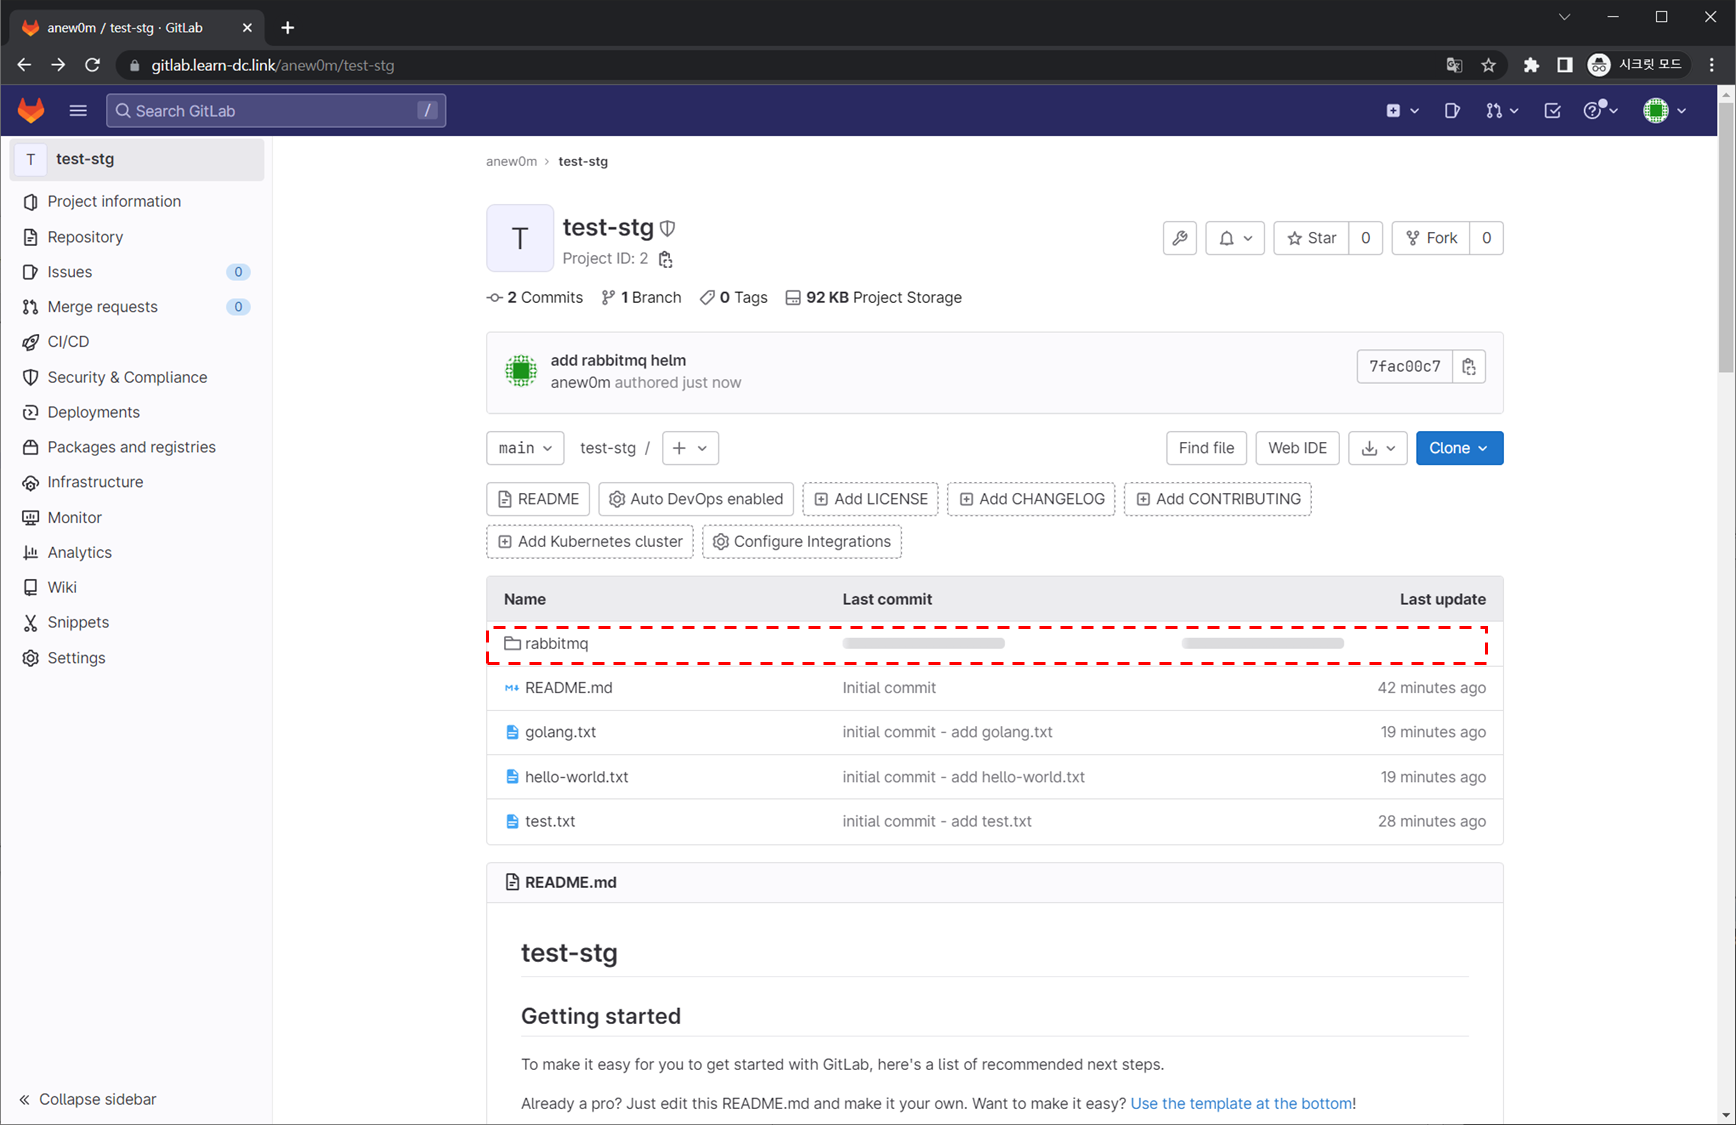 anew0m / test-stg · GitLab
gitlab.learn-dc.link/anew0m/test-stg
시크릿 모드
Search GitLab /
T test-stg
Project information
Repository
Issues 0
Merge requests 0
CI/CD
Security & Compliance
Deployments
Packages and registries
Infrastructure
Monitor
Analytics
Wiki
Snippets
Settings
Collapse sidebar
anew0m › test-stg
T
test-stg
Project ID: 2
Star 0
Fork 0
2 Commits 1 Branch 0 Tags 92 KB Project Storage
add rabbitmq helm
anew0m authored just now
7fac00c7
main test-stg / +
Find file Web IDE Clone
README Auto DevOps enabled Add LICENSE Add CHANGELOG Add CONTRIBUTING
Add Kubernetes cluster Configure Integrations
Name Last commit Last update
rabbitmq
README.md Initial commit 42 minutes ago
golang.txt initial commit - add golang.txt 19 minutes ago
hello-world.txt initial commit - add hello-world.txt 19 minutes ago
test.txt initial commit - add test.txt 28 minutes ago
README.md
test-stg
Getting started
To make it easy for you to get started with GitLab, here's a list of recommended next steps.
Already a pro? Just edit this README.md and make it your own. Want to make it easy? Use the template at the bottom!